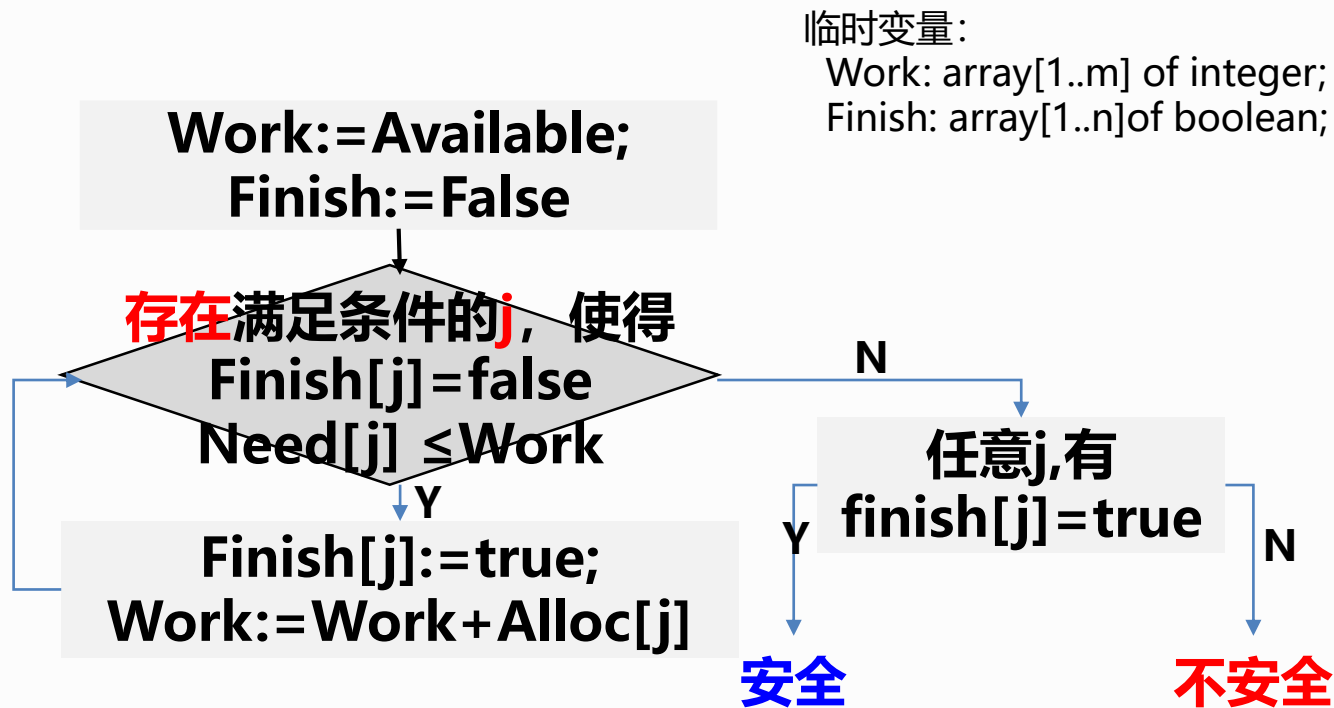 临时变量：
Work: array[1..m] of integer;
Finish: array[1..n]of boolean;
Work:=Available;
Finish:=False
存在满足条件的j，使得
Finish[j]=false
Need[j] ≤Work
N
Y
Finish[j]:=true;
Work:=Work+Alloc[j]
任意j,有
finish[j]=true
Y
N
安全
不安全